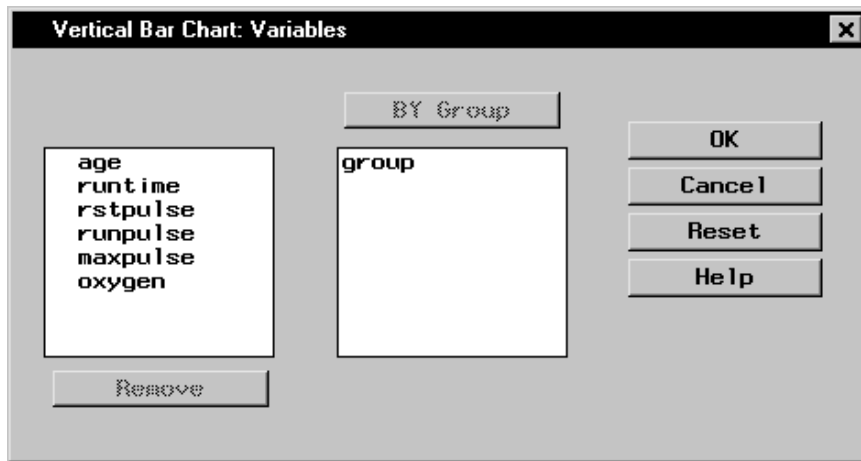 Vertical Bar Chart: Variables
BY Group
age
runtime
rstpulse
runpulse
maxpulse
oxygen
group
Remove
OK
Cancel
Reset
Help